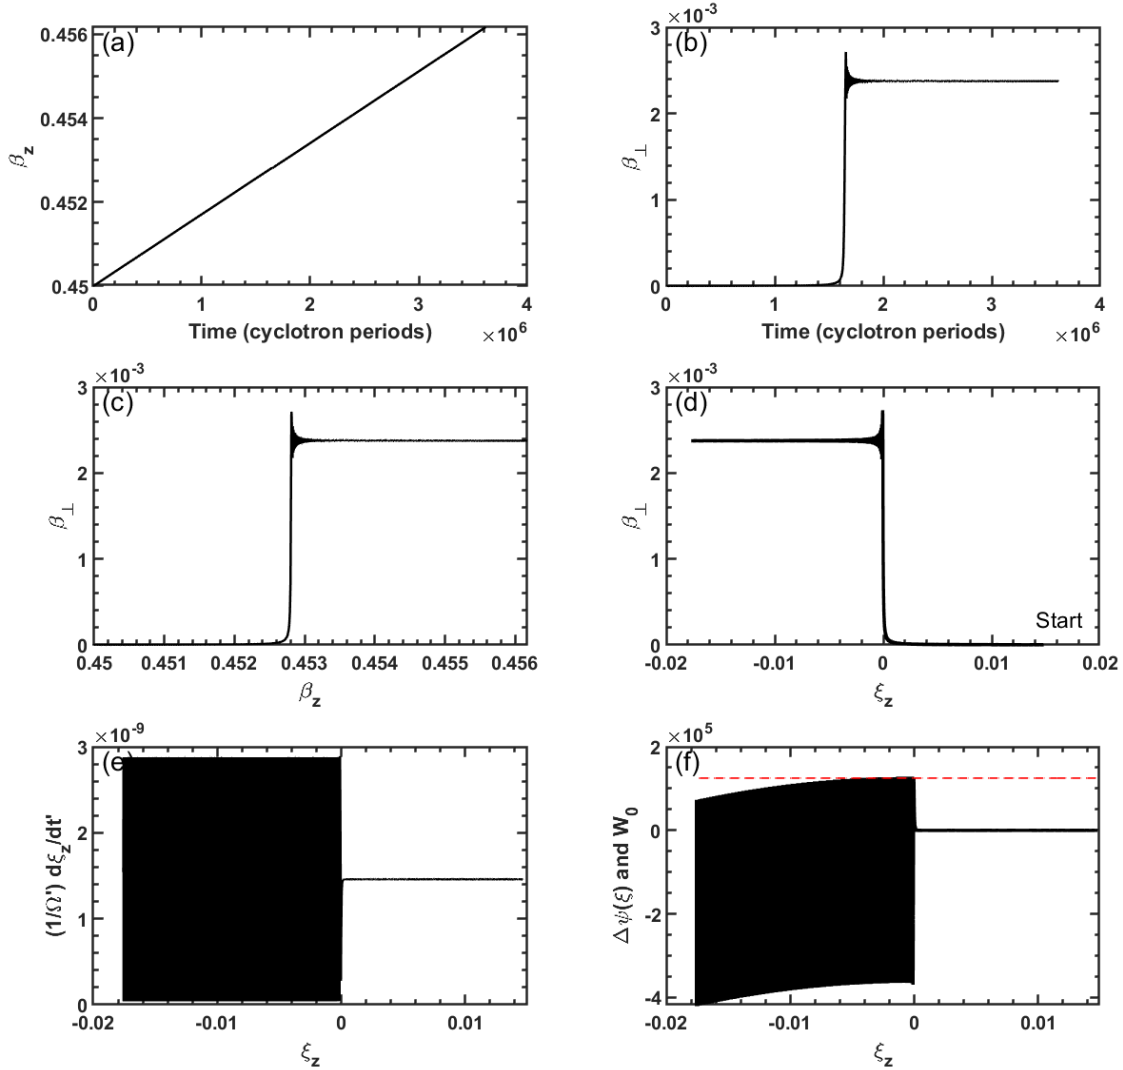 (a)
0.456
0.454
0.452
0.45
β_z
0 1 2 3 4
Time (cyclotron periods) ×10^6
×10^-3
(b)
3
2
1
0
β_⊥
0 1 2 3 4
Time (cyclotron periods) ×10^6
×10^-3
(c)
3
2
1
0
β_⊥
0.45 0.451 0.452 0.453 0.454 0.455 0.456
β_z
×10^-3
(d)
3
2
1
0
β_⊥
Start
-0.02 -0.01 0 0.01 0.02
ξ_z
×10^-9
(e)
3
2
1
0
(1/Ω') dξ_z/dt'
-0.02 -0.01 0 0.01
ξ_z
×10^5
(f)
2
0
-2
-4
Δψ(ξ) and W_0
-0.02 -0.01 0 0.01
ξ_z